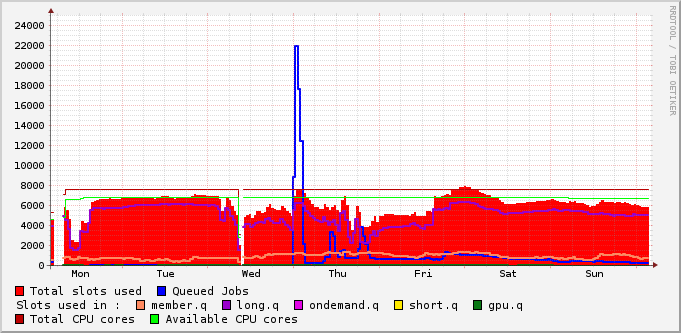 RRDTOOL / TOBI OETIKER
24000
22000
20000
18000
16000
14000
12000
10000
8000
6000
4000
2000
0
Mon Tue Wed Thu Fri Sat Sun
Total slots used Queued Jobs
Slots used in : member.q long.q ondemand.q short.q gpu.q
Total CPU cores Available CPU cores